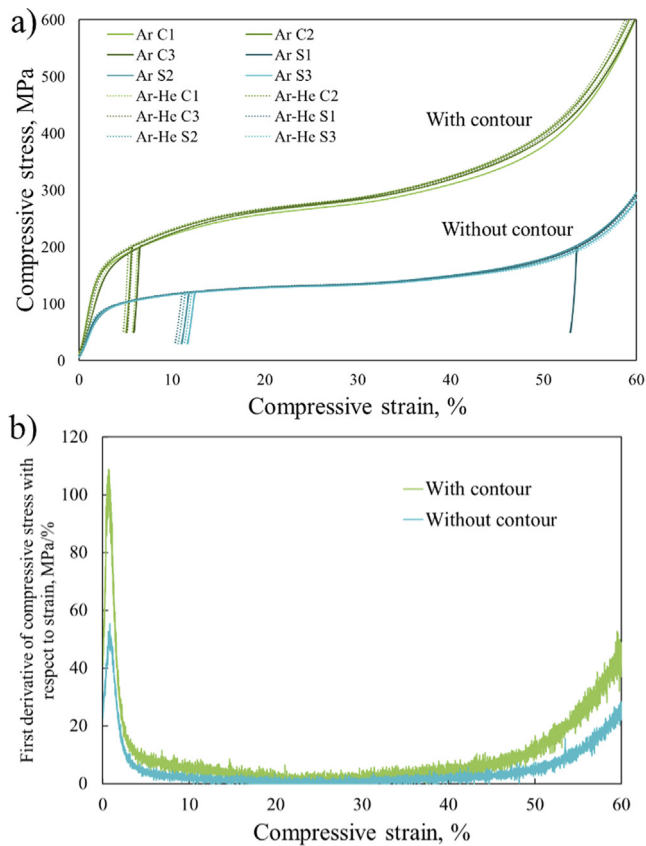 a)
600
500
400
300
200
100
0
Compressive stress, MPa
Ar C1 Ar C2
Ar C3 Ar S1
Ar S2 Ar S3
Ar-He C1 Ar-He C2
Ar-He C3 Ar-He S1
Ar-He S2 Ar-He S3
With contour
Without contour
0 10 20 30 40 50 60
Compressive strain, %
b)
120
100
80
60
40
20
0
First derivative of compressive stress with
respect to strain, MPa/%
With contour
Without contour
0 10 20 30 40 50 60
Compressive strain, %